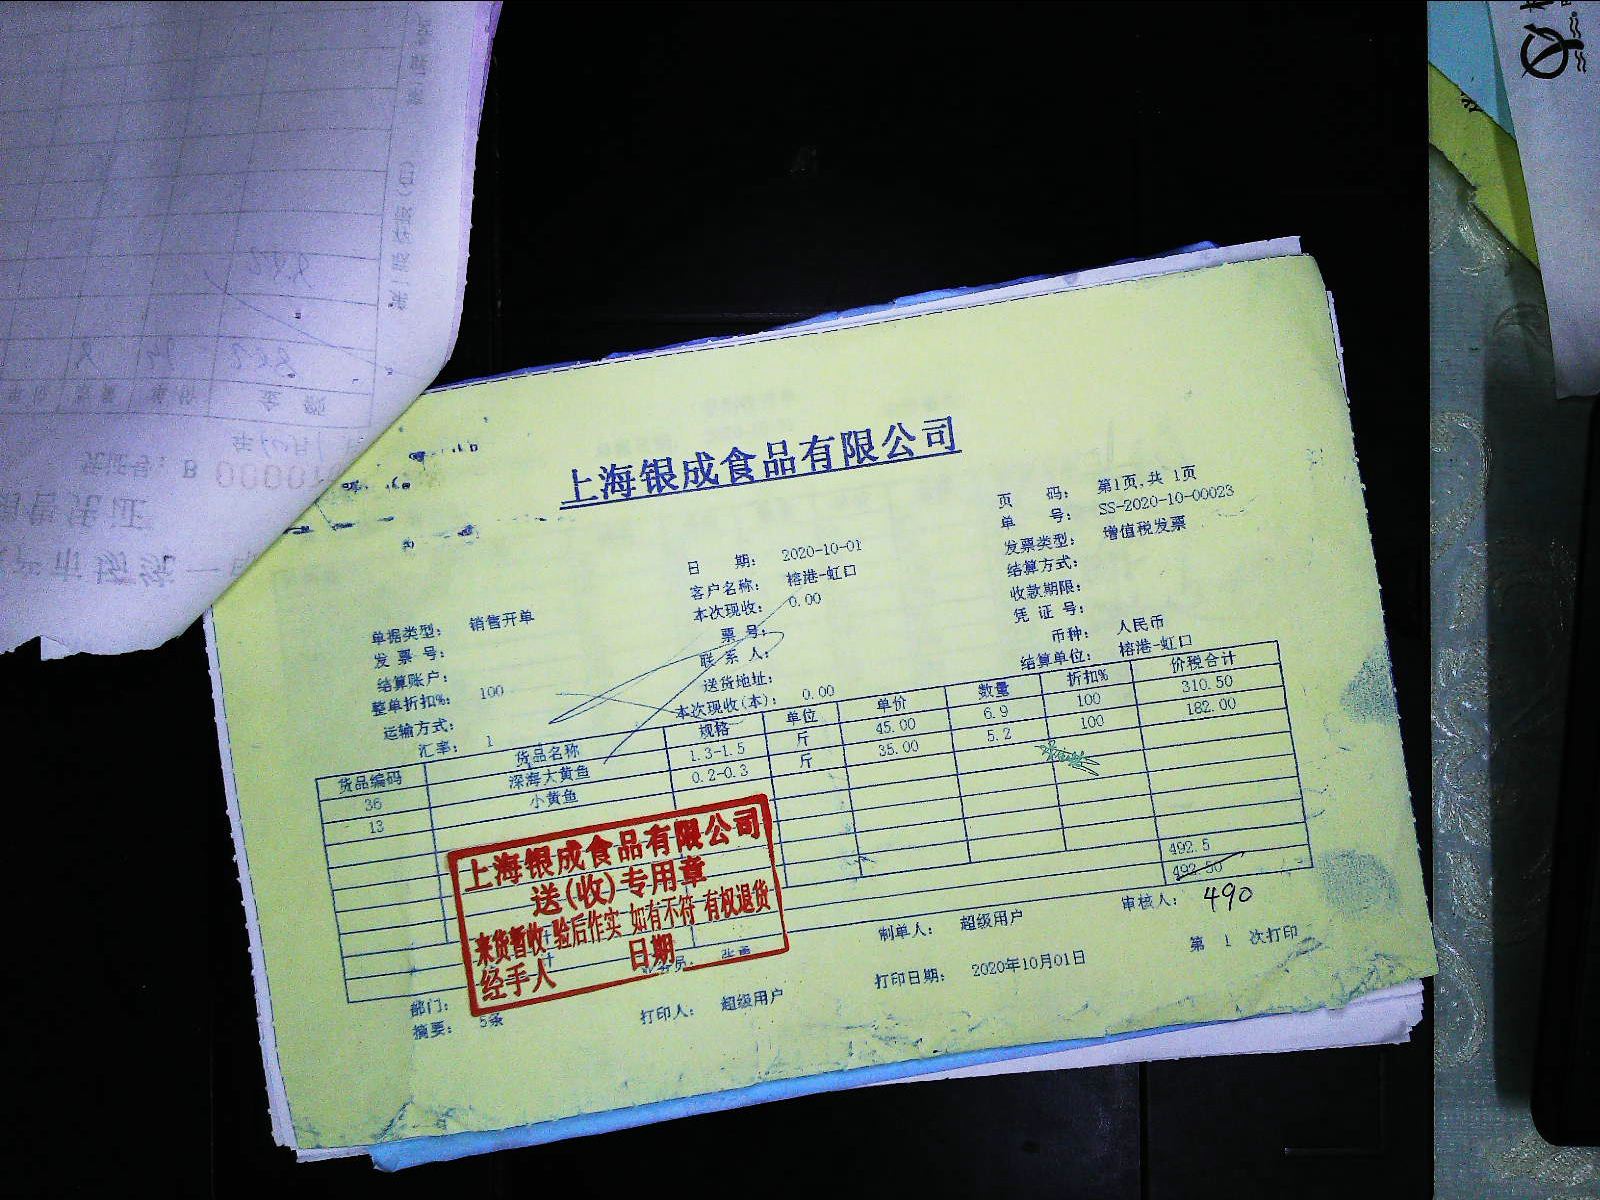 上海银成食品有限公司
页 码: 第1页,共 1页
单 号: SS-2020-10-00023
日 期: 2020-10-01
发票类型: 增值税发票
客户名称: 榕港-虹口
结算方式:
单据类型: 销售开单
本次现收: 0.00
收款期限:
发 票 号:
票 号:
凭 证 号:
结算账户:
联 系 人:
币种: 人民币
整单折扣%: 100
送货地址:
结算单位: 榕港-虹口
运输方式:
本次现收(本): 0.00
汇率: 1
货品编码 货品名称 规格 单位 单价 数量 折扣% 价税合计
36 深海大黄鱼 1.3-1.5 斤 45.00 6.9 100 310.50
13 小黄鱼 0.2-0.3 斤 35.00 5.2 100 182.00
492.5
492.50
490
上海银成食品有限公司
送(收)专用章
来货暂收 验后作实 如有不符 有权退货
经手人 日期
部门:
制单人: 超级用户
审核人:
摘要: 5条
打印人: 超级用户
打印日期: 2020年10月01日
第 1 次打印